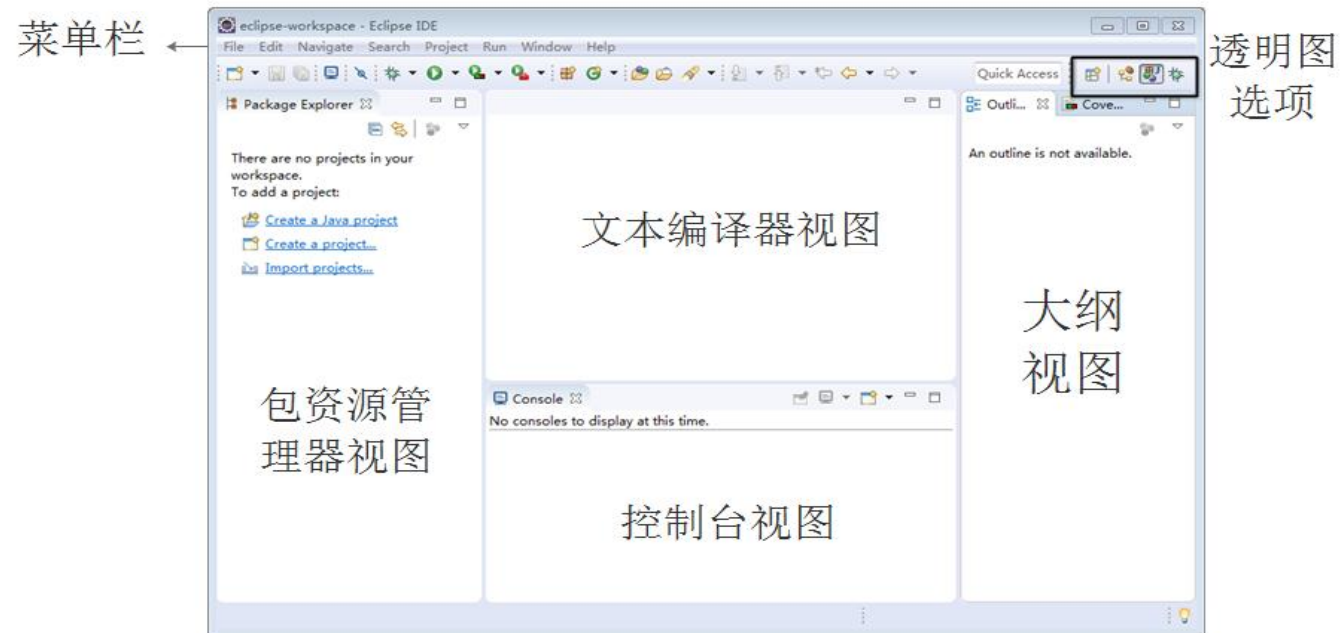 菜单栏
eclipse-workspace - Eclipse IDE
File Edit Navigate Search Project Run Window Help
Quick Access
透明图
选项
Package Explorer
There are no projects in your
workspace.
To add a project:
Create a Java project
Create a project...
Import projects...
包资源管
理器视图
文本编译器视图
Console
No consoles to display at this time.
控制台视图
Outli...
Cove...
An outline is not available.
大纲
视图